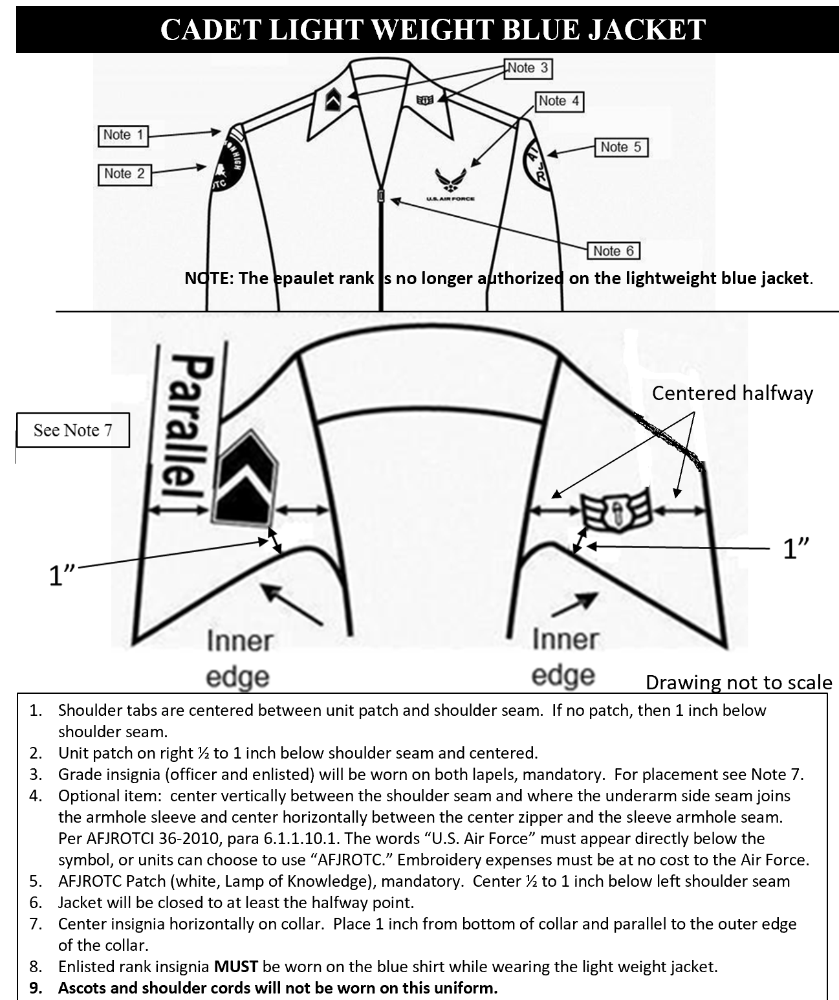 CADET LIGHT WEIGHT BLUE JACKET
Note 3
Note 4
Note 1
Note 5
Note 2
ON HIGH
OTC
AI
J
R
U.S. AIR FORCE
Note 6
NOTE: The epaulet rank is no longer authorized on the lightweight blue jacket.
Parallel
Centered halfway
See Note 7
1”
1”
Inner
edge
Inner
edge
Drawing not to scale
1. Shoulder tabs are centered between unit patch and shoulder seam. If no patch, then 1 inch below
shoulder seam.
2. Unit patch on right ½ to 1 inch below shoulder seam and centered.
3. Grade insignia (officer and enlisted) will be worn on both lapels, mandatory. For placement see Note 7.
4. Optional item: center vertically between the shoulder seam and where the underarm side seam joins
the armhole sleeve and center horizontally between the center zipper and the sleeve armhole seam.
Per AFJROTCI 36-2010, para 6.1.1.10.1. The words “U.S. Air Force” must appear directly below the
symbol, or units can choose to use “AFJROTC.” Embroidery expenses must be at no cost to the Air Force.
5. AFJROTC Patch (white, Lamp of Knowledge), mandatory. Center ½ to 1 inch below left shoulder seam
6. Jacket will be closed to at least the halfway point.
7. Center insignia horizontally on collar. Place 1 inch from bottom of collar and parallel to the outer edge
of the collar.
8. Enlisted rank insignia MUST be worn on the blue shirt while wearing the light weight jacket.
9. Ascots and shoulder cords will not be worn on this uniform.